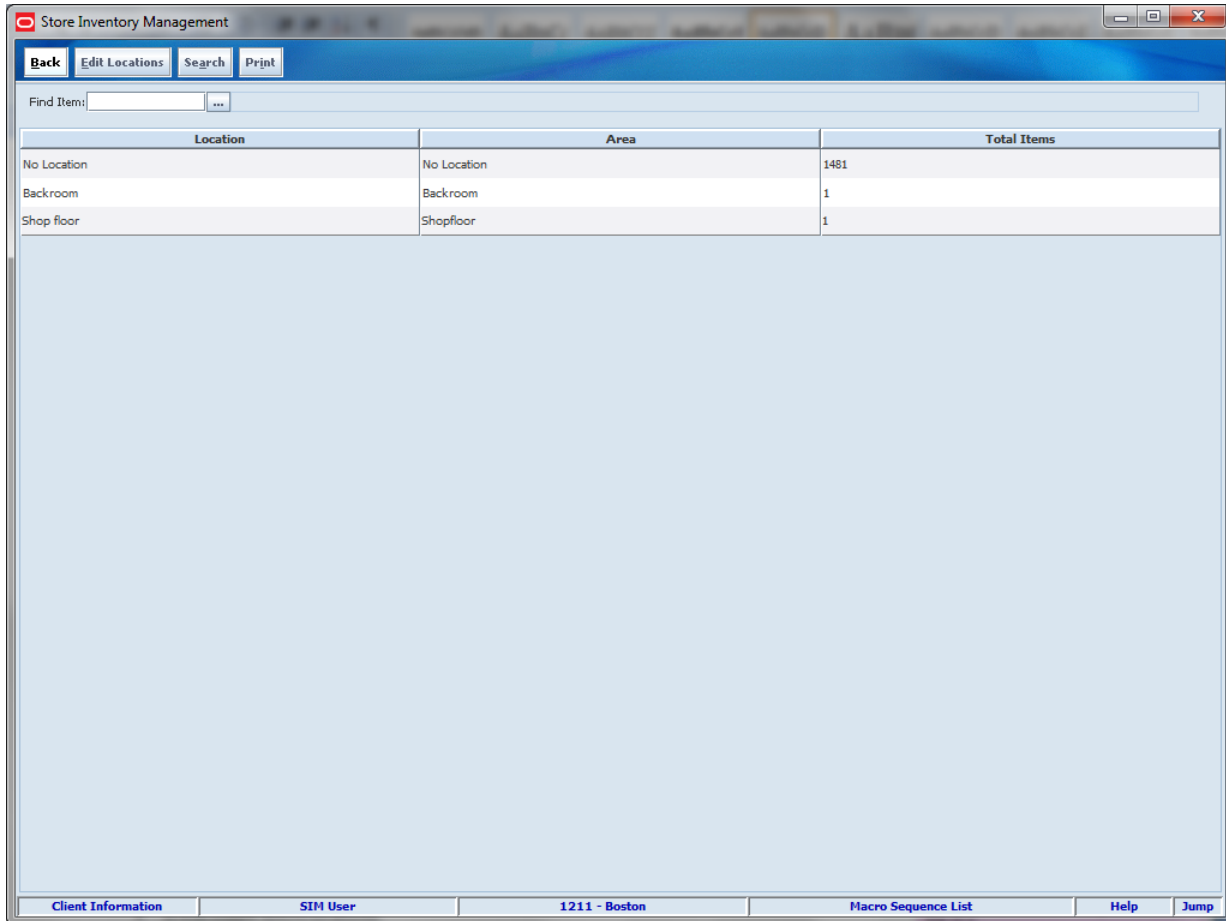 Store Inventory Management
Back Edit Locations Search Print
Find Item: ...
Location Area Total Items
No Location No Location 1481
Backroom Backroom 1
Shop floor Shopfloor 1
Client Information SIM User 1211 - Boston Macro Sequence List Help Jump